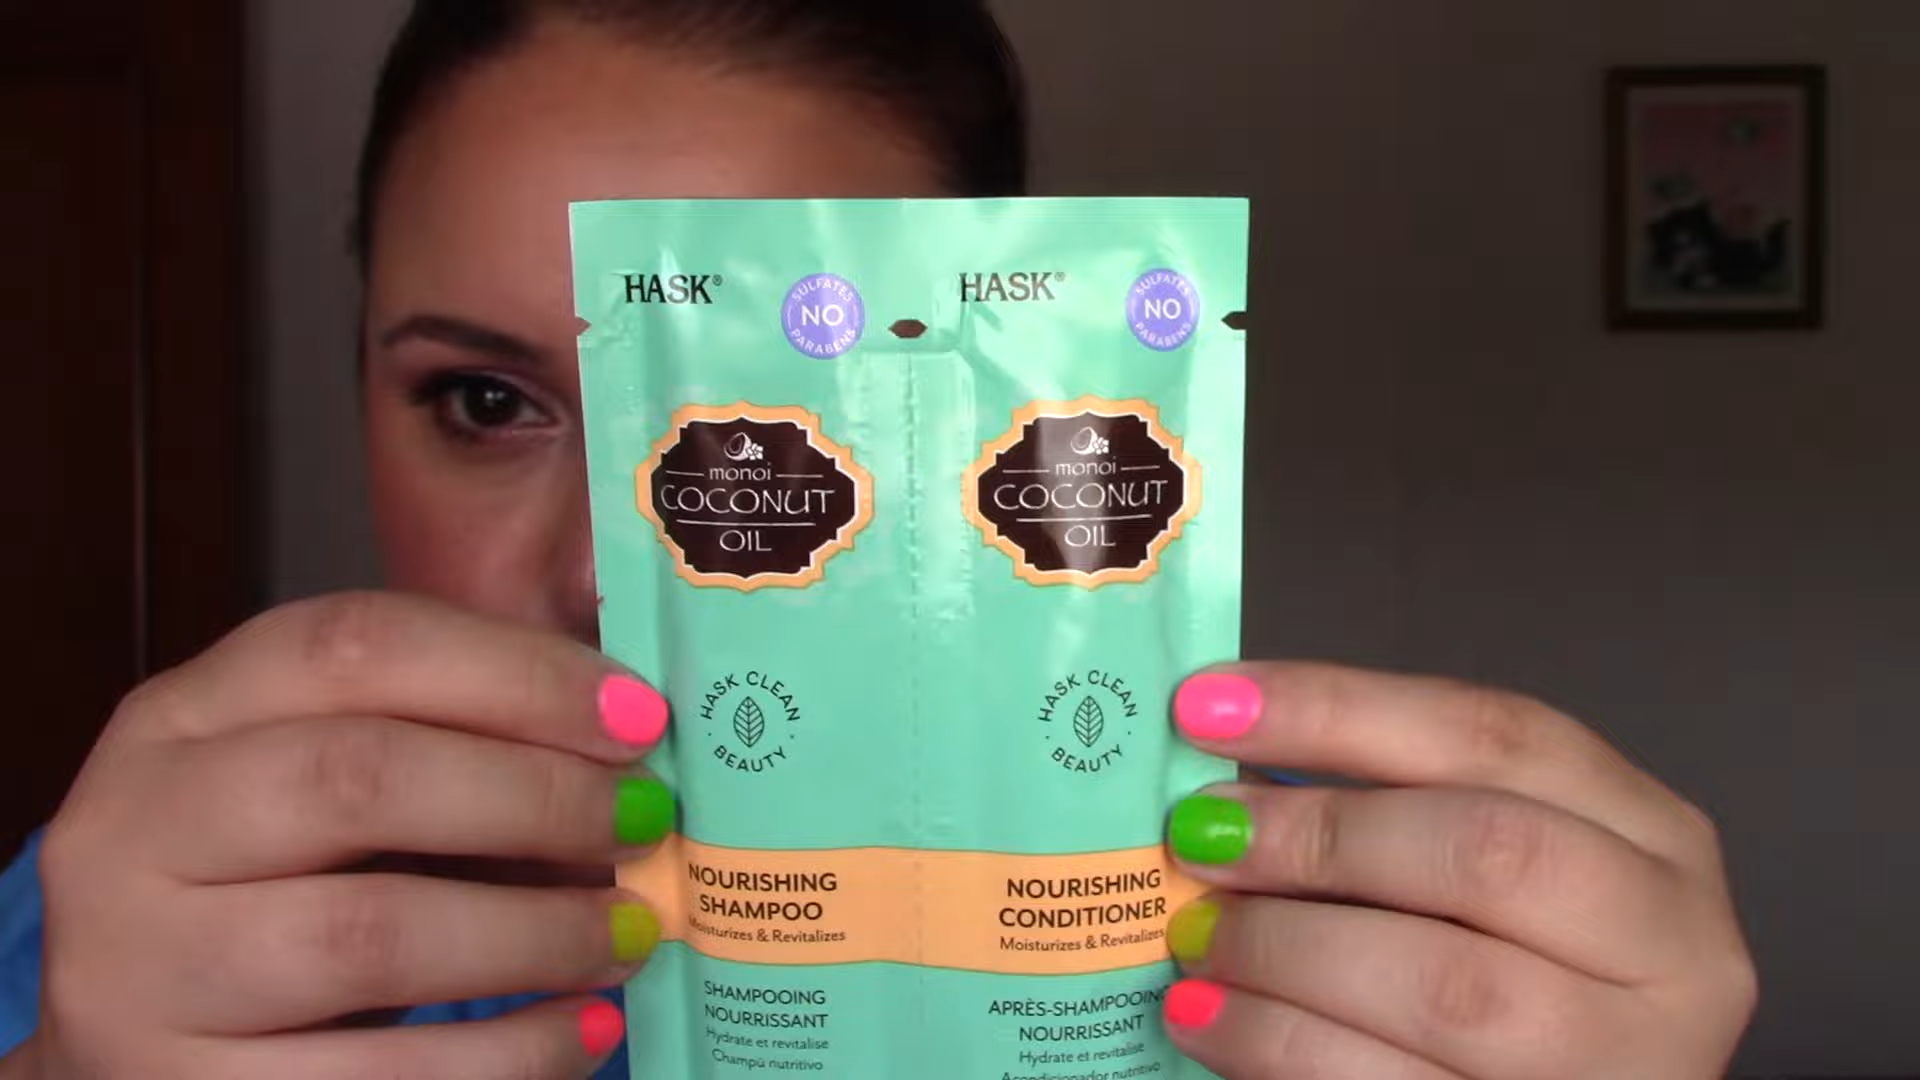 HASK®
SULFATES
NO
PARABENS
monoi
COCONUT
OIL
HASK CLEAN
BEAUTY
NOURISHING
SHAMPOO
Moisturizes & Revitalizes
SHAMPOOING
NOURRISSANT
Hydrate et revitalise
Champú nutritivo
HASK®
SULFATES
NO
PARABENS
monoi
COCONUT
OIL
HASK CLEAN
BEAUTY
NOURISHING
CONDITIONER
Moisturizes & Revitalizes
APRÈS-SHAMPOOING
NOURRISSANT
Hydrate et revitalise
Acondicionador nutritivo